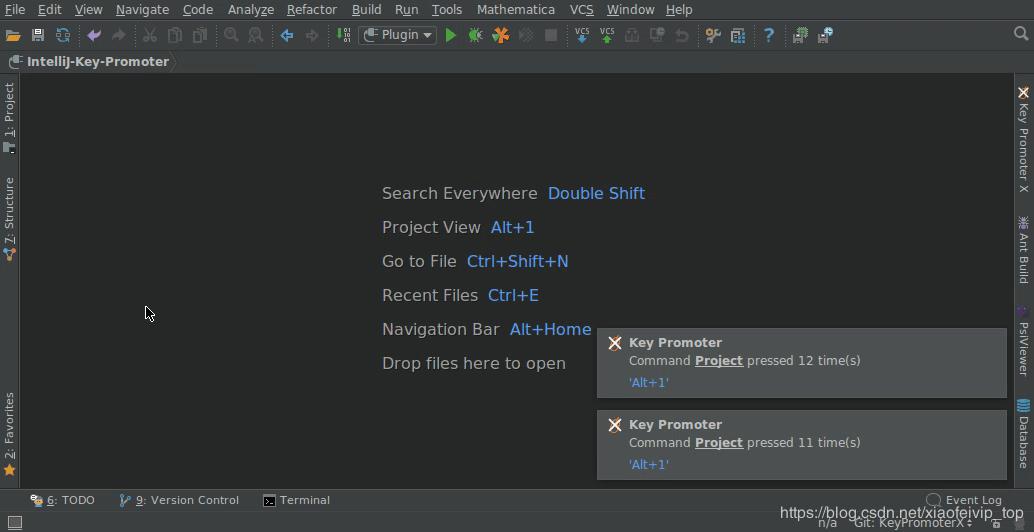 File Edit View Navigate Code Analyze Refactor Build Run Tools Mathematica VCS Window Help
Plugin VCS VCS ?
IntelliJ-Key-Promoter
1: Project
7: Structure
2: Favorites
Search Everywhere Double Shift
Project View Alt+1
Go to File Ctrl+Shift+N
Recent Files Ctrl+E
Navigation Bar Alt+Home
Drop files here to open
Key Promoter
Command Project pressed 12 time(s)
'Alt+1'
Key Promoter
Command Project pressed 11 time(s)
'Alt+1'
Key Promoter X
Ant Build
PsiViewer
Database
6: TODO 9: Version Control Terminal Event Log
https://blog.csdn.net/xiaofeivip_top
n/a Git: KeyPromoterX